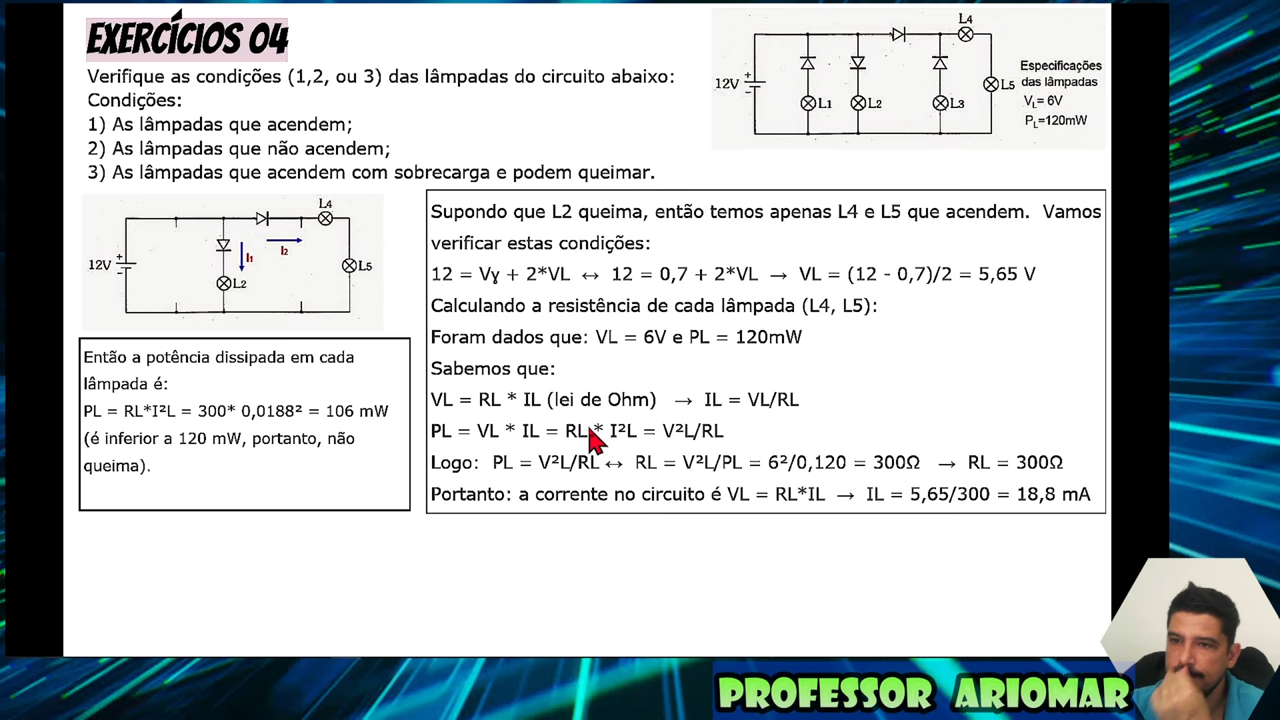 EXERCÍCIOS 04
Verifique as condições (1,2, ou 3) das lâmpadas do circuito abaixo:
Condições:
1) As lâmpadas que acendem;
2) As lâmpadas que não acendem;
3) As lâmpadas que acendem com sobrecarga e podem queimar.
L4
12V
+
-
L1
L2
L3
L5
Especificações
das lâmpadas
VL= 6V
PL=120mW
L4
12V
+
-
I1
I2
L2
L5
Então a potência dissipada em cada
lâmpada é:
PL = RL*I²L = 300* 0,0188² = 106 mW
(é inferior a 120 mW, portanto, não
queima).
Supondo que L2 queima, então temos apenas L4 e L5 que acendem. Vamos
verificar estas condições:
12 = Vɣ + 2*VL ↔ 12 = 0,7 + 2*VL → VL = (12 - 0,7)/2 = 5,65 V
Calculando a resistência de cada lâmpada (L4, L5):
Foram dados que: VL = 6V e PL = 120mW
Sabemos que:
VL = RL * IL (lei de Ohm) → IL = VL/RL
PL = VL * IL = RL * I²L = V²L/RL
Logo: PL = V²L/RL ↔ RL = V²L/PL = 6²/0,120 = 300Ω → RL = 300Ω
Portanto: a corrente no circuito é VL = RL*IL → IL = 5,65/300 = 18,8 mA
PROFESSOR ARIOMAR